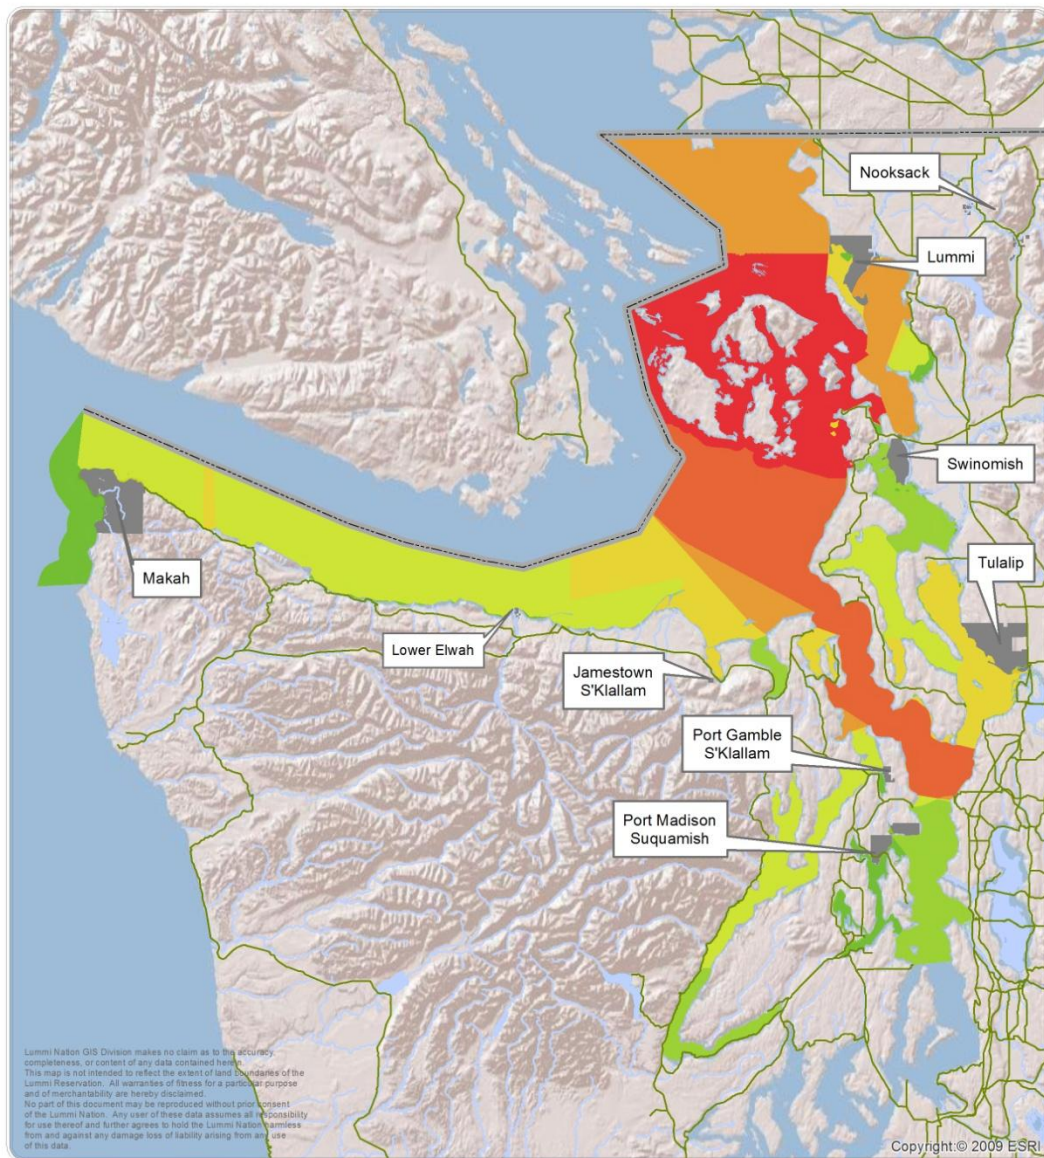 Nooksack
Lummi
Swinomish
Tulalip
Makah
Lower Elwah
Jamestown
S'Klallam
Port Gamble
S'Klallam
Port Madison
Suquamish
Lummi Nation GIS Division makes no claim as to the accuracy,
completeness, or content of any data contained herein.
This map is not intended to reflect the extent of land boundaries of the
Lummi Reservation. All warranties of fitness for a particular purpose
and of merchantability are hereby disclaimed.
No part of this document may be reproduced without prior consent
of the Lummi Nation. Any user of these data assumes all responsibility
for use thereof and further agrees to hold the Lummi Nation harmless
from and against any damage loss of liability arising from any use
of this data.
Copyright:© 2009 ESRI